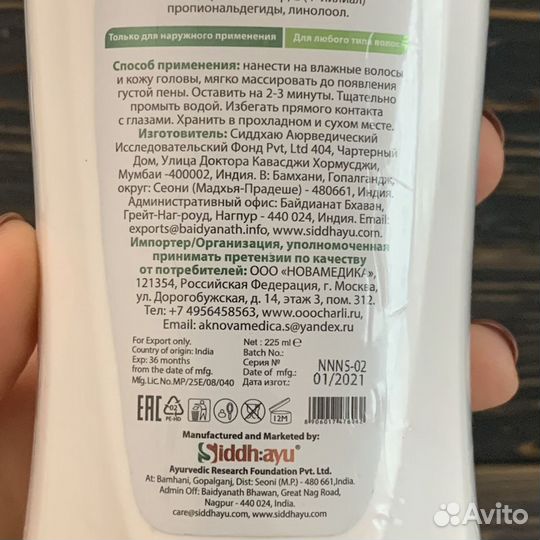 пропиональдегиды, линолоол.
Только для наружного применения
Для любого типа волос
Способ применения: нанести на влажные волосы
и кожу головы, мягко массировать до появления
густой пены. Оставить на 2-3 минуты. Тщательно
промыть водой. Избегать прямого контакта
с глазами. Хранить в прохладном и сухом месте.
Изготовитель: Сиддхаю Аюрведический
Исследовательский Фонд Pvt, Ltd 404, Чартерный
Дом, Улица Доктора Кавасджи Хормусджи,
Мумбаи -400002, Индия. В: Бамхани, Гопалгандж,
округ: Сеони (Мадхья-Прадеше) - 480661, Индия.
Административный офис: Байдианат Бхаван,
Грейт-Наг-роуд, Нагпур - 440 024, Индия. Email:
exports@baidyanath.info, www.siddhayu.com.
Импортер/Организация, уполномоченная
принимать претензии по качеству
от потребителей: ООО «НОВАМЕДИКА»,
121354, Российская Федерация, г. Москва,
ул. Дорогобужская, д. 14, этаж 3, пом. 312.
Тел: +7 4956458563, www.ooocharli.ru,
Email: aknovamedica.s@yandex.ru
For Export only.
Country of origin: India
Exp: 36 months
from the date of mfg.
Mfg.Lic. No.MP/25E/08/040
Net : 225 ml e
Batch No.:
Серия №
Date of mfg.:
Дата изгот.:
NNN5-02
01/2021
EAC
02
PE-HD
12M
Manufactured and Marketed by:
Siddhayu
Ayurvedic Research Foundation Pvt. Ltd.
At: Bamhani, Gopalganj, Dist: Seoni (M.P.) - 480 661,India.
Admin Off: Baidyanath Bhawan, Great Nag Road,
Nagpur - 440 024, India.
care@siddhayu.com, www.siddhayu.com
Avito